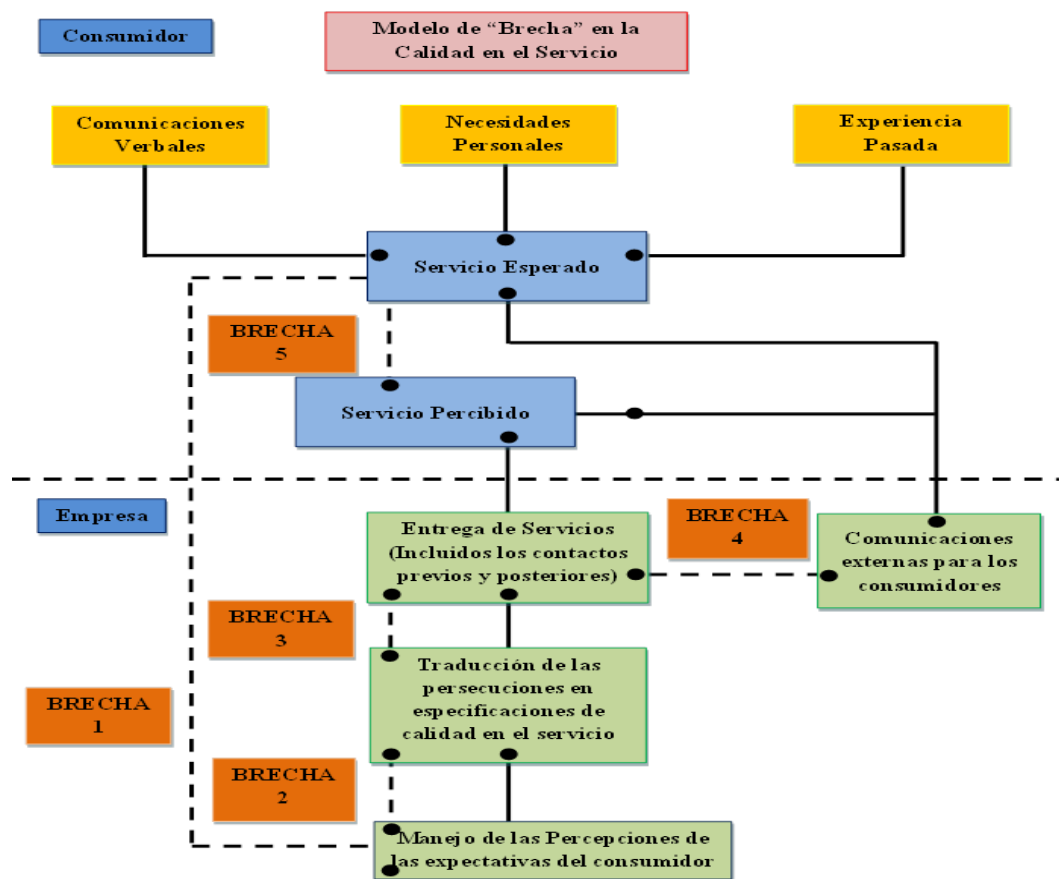 Consumidor
Modelo de “Brecha” en la
Calidad en el Servicio
Comunicaciones
Verbales
Necesidades
Personales
Experiencia
Pasada
Servicio Esperado
BRECHA
5
Servicio Percibido
Empresa
Entrega de Servicios
(Incluidos los contactos
previos y posteriores)
BRECHA
4
Comunicaciones
externas para los
consumidores
BRECHA
3
Traducción de las
persecuciones en
especificaciones de
calidad en el servicio
BRECHA
1
BRECHA
2
Manejo de las Percepciones de
las expectativas del consumidor